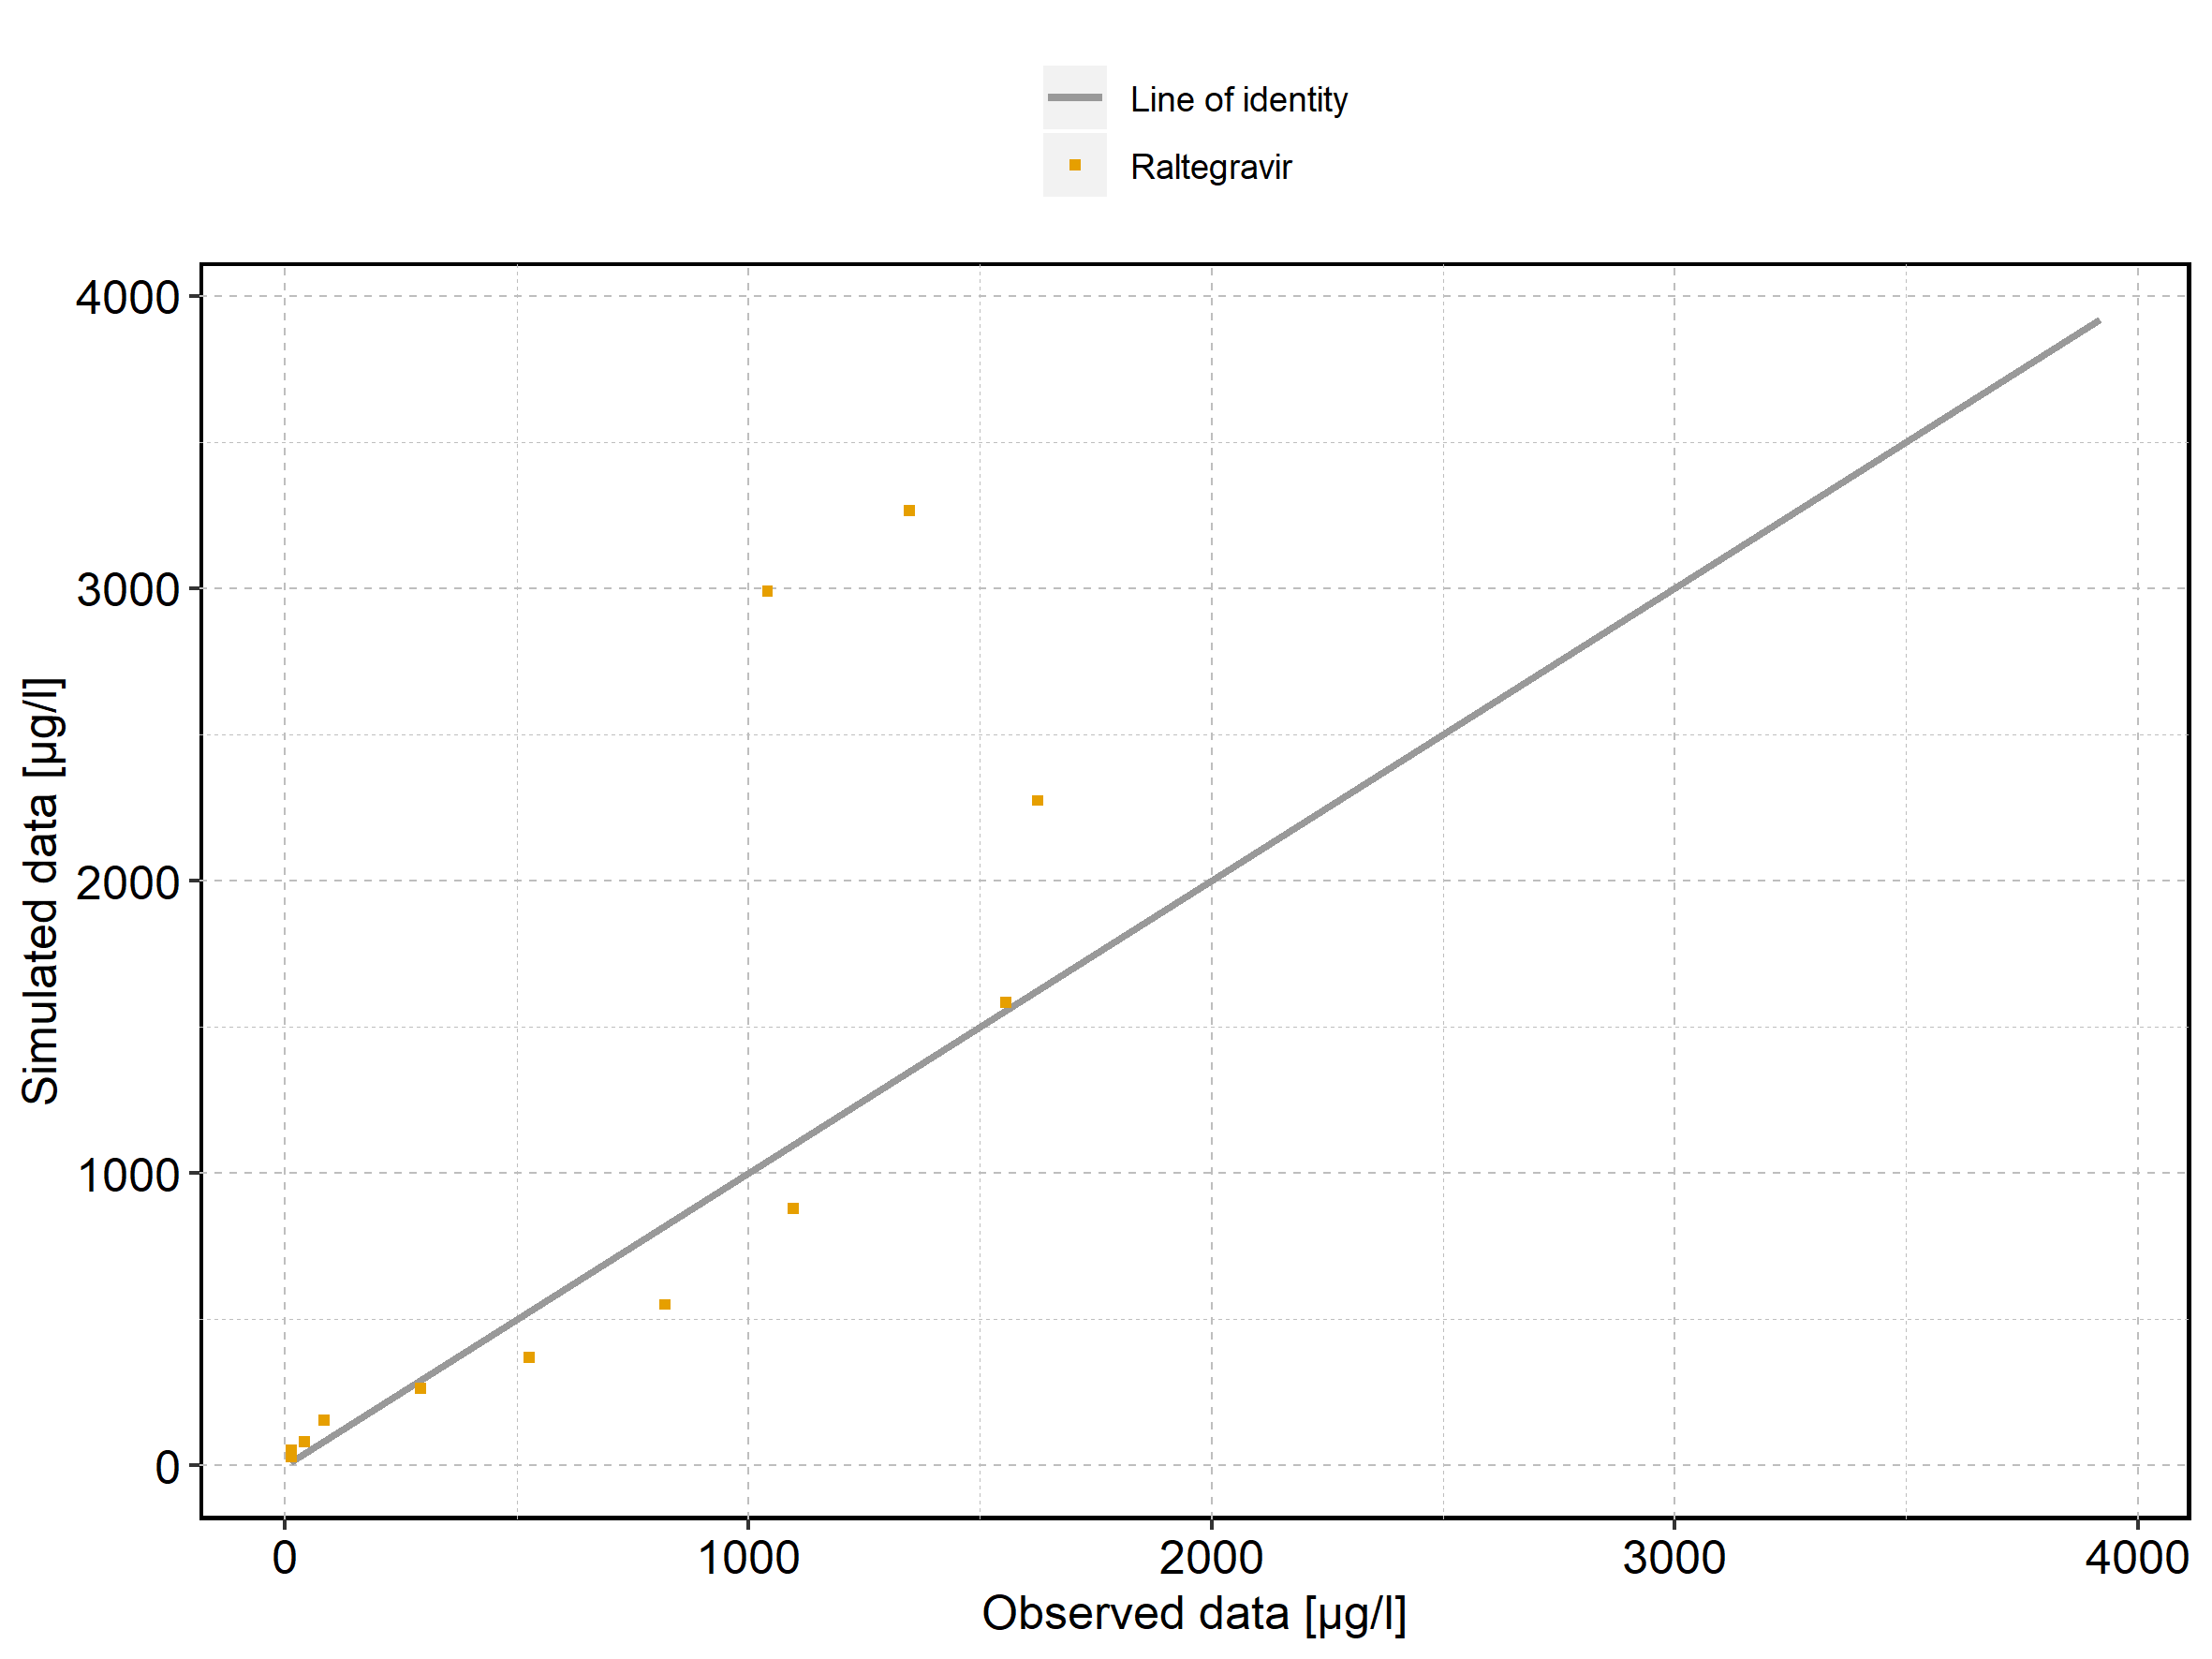 Line of identity
Raltegravir
4000
3000
2000
1000
0
Simulated data [µg/l]
0 1000 2000 3000 4000
Observed data [µg/l]